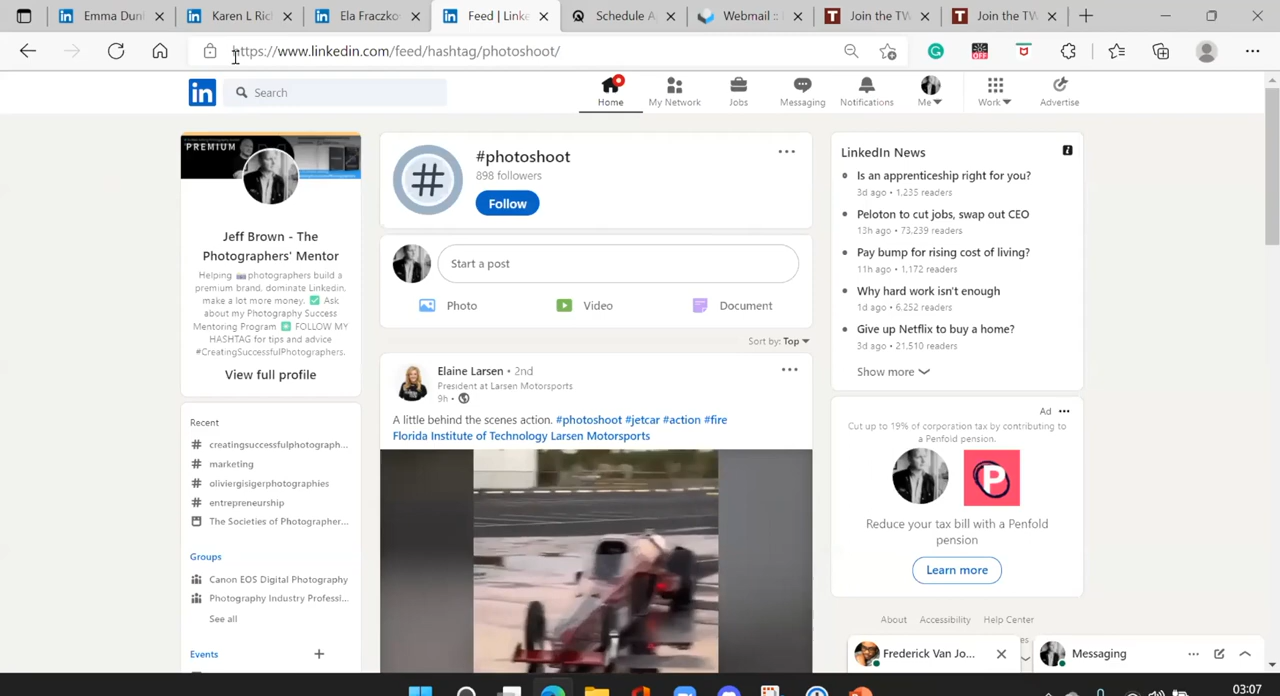 Emma Dun
Karen L Ric
Ela Fraczkov
Feed | Linke
Schedule A
Webmail ::
Join the TW
Join the TW
https://www.linkedin.com/feed/hashtag/photoshoot/
OFF
in
Search
Home
My Network
Jobs
Messaging
Notifications
Me
Work
Advertise
PREMIUM
Jeff Brown - The
Photographers' Mentor
Helping photographers build a
premium brand, dominate Linkedin,
make a lot more money. ✅ Ask
about my Photography Success
Mentoring Program ✳️ FOLLOW MY
HASHTAG for tips and advice
#CreatingSuccessfulPhotographers.
View full profile
Recent
# creatingsuccessfulphotograph...
# marketing
# oliviergisigerphotographies
# entrepreneurship
The Societies of Photographer...
Groups
Canon EOS Digital Photography
Photography Industry Professi...
See all
Events +
#
#photoshoot
898 followers
Follow
Start a post
Photo
Video
Document
Sort by: Top
Elaine Larsen • 2nd
President at Larsen Motorsports
9h •
A little behind the scenes action. #photoshoot #jetcar #action #fire
Florida Institute of Technology Larsen Motorsports
LinkedIn News
Is an apprenticeship right for you?
3d ago • 1,235 readers
Peloton to cut jobs, swap out CEO
13h ago • 73,239 readers
Pay bump for rising cost of living?
11h ago • 1,172 readers
Why hard work isn't enough
1d ago • 6,252 readers
Give up Netflix to buy a home?
3d ago • 21,510 readers
Show more
Ad ...
Cut up to 19% of corporation tax by contributing to
a Penfold pension.
Reduce your tax bill with a Penfold
pension
Learn more
About
Accessibility
Help Center
Frederick Van Jo...
Messaging
03:07